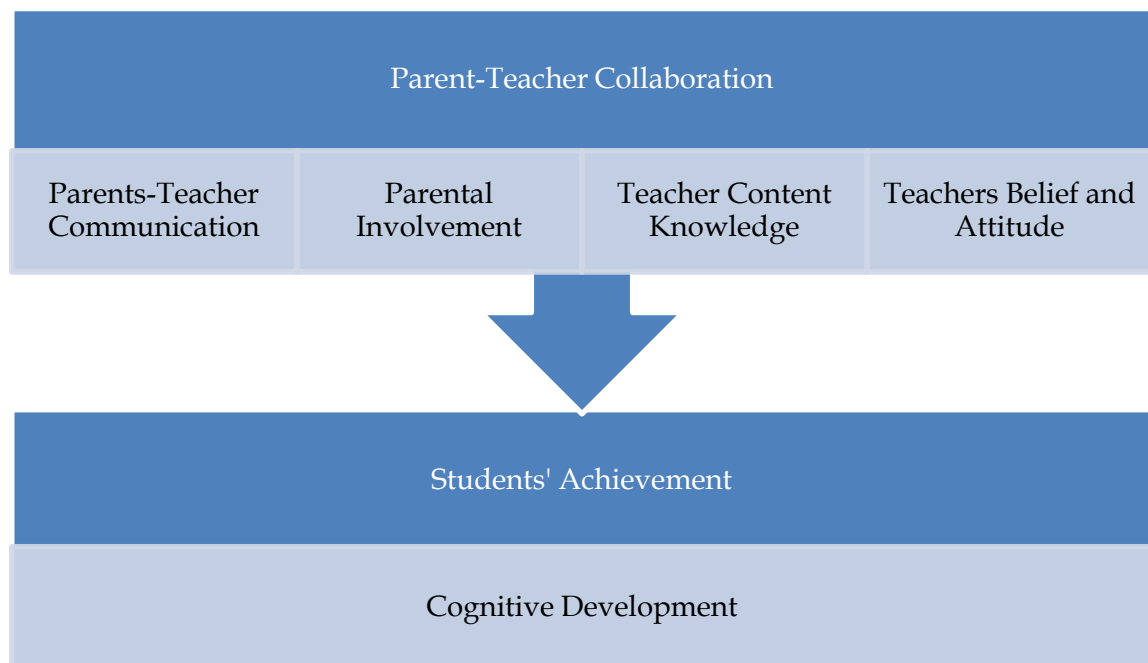 Parent-Teacher Collaboration
Parents-Teacher
Communication
Parental
Involvement
Teacher Content
Knowledge
Teachers Belief and
Attitude
Students' Achievement
Cognitive Development